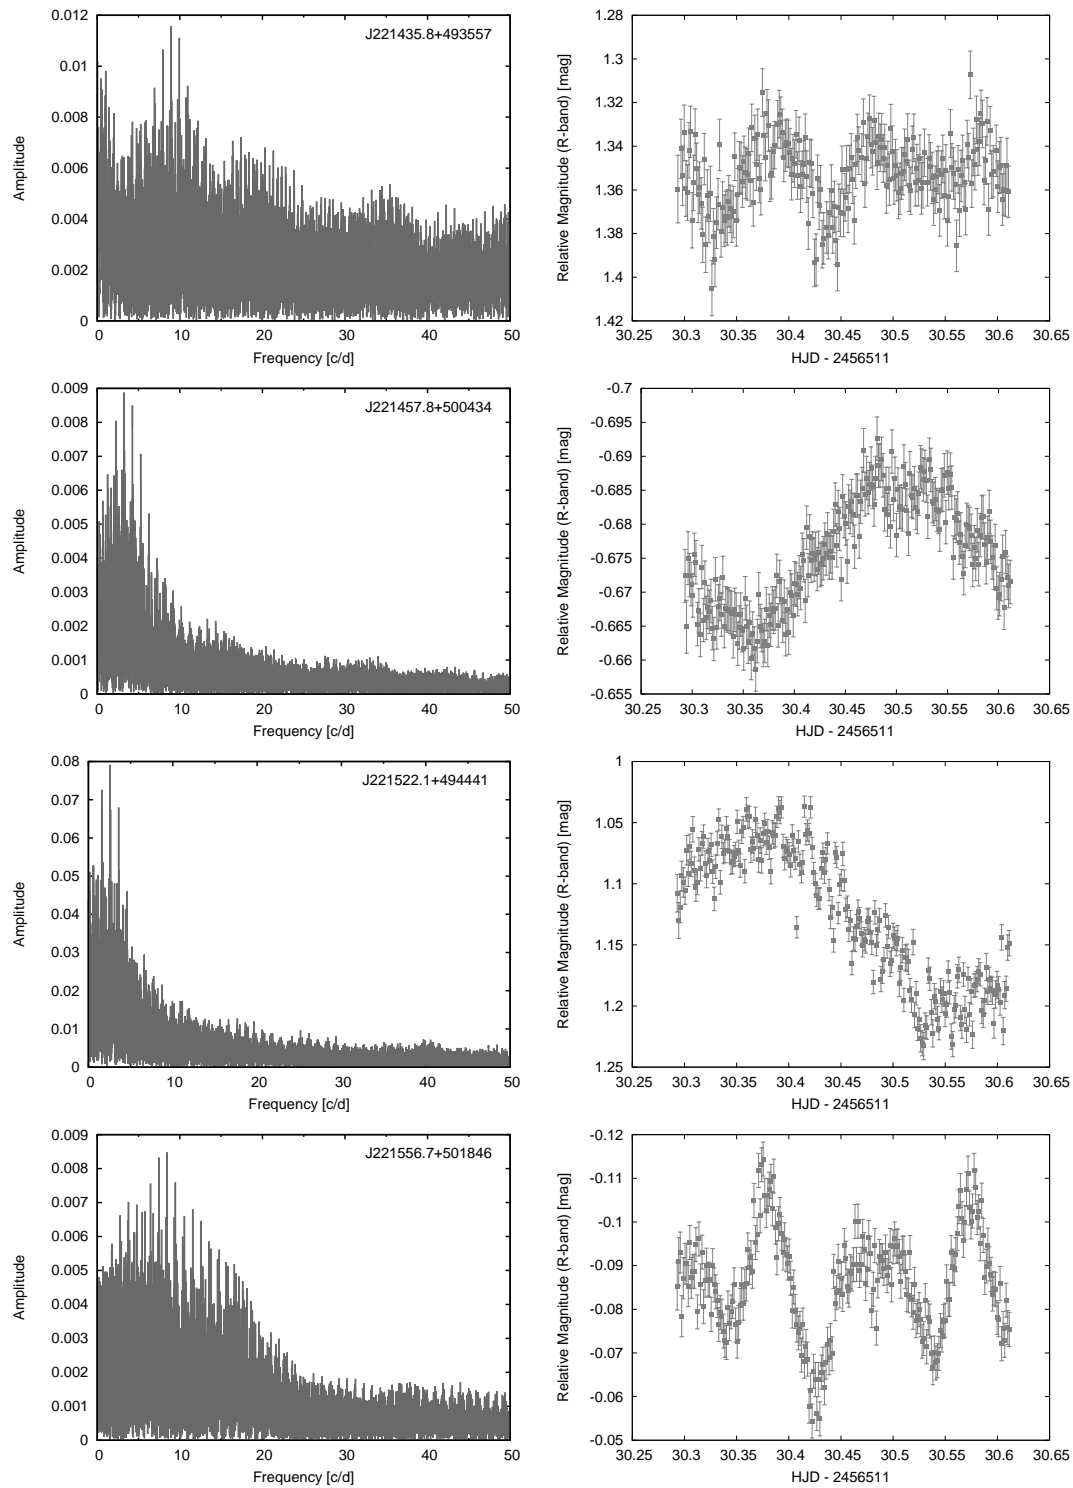 J221435.8+493557
Amplitude
0.012
0.01
0.008
0.006
0.004
0.002
0
0 10 20 30 40 50
Frequency [c/d]
Relative Magnitude (R-band) [mag]
1.28
1.3
1.32
1.34
1.36
1.38
1.4
1.42
30.25 30.3 30.35 30.4 30.45 30.5 30.55 30.6 30.65
HJD - 2456511
J221457.8+500434
Amplitude
0.009
0.008
0.007
0.006
0.005
0.004
0.003
0.002
0.001
0
0 10 20 30 40 50
Frequency [c/d]
Relative Magnitude (R-band) [mag]
-0.7
-0.695
-0.69
-0.685
-0.68
-0.675
-0.67
-0.665
-0.66
-0.655
30.25 30.3 30.35 30.4 30.45 30.5 30.55 30.6 30.65
HJD - 2456511
J221522.1+494441
Amplitude
0.08
0.07
0.06
0.05
0.04
0.03
0.02
0.01
0
0 10 20 30 40 50
Frequency [c/d]
Relative Magnitude (R-band) [mag]
1
1.05
1.1
1.15
1.2
1.25
30.25 30.3 30.35 30.4 30.45 30.5 30.55 30.6 30.65
HJD - 2456511
J221556.7+501846
Amplitude
0.009
0.008
0.007
0.006
0.005
0.004
0.003
0.002
0.001
0
0 10 20 30 40 50
Frequency [c/d]
Relative Magnitude (R-band) [mag]
-0.12
-0.11
-0.1
-0.09
-0.08
-0.07
-0.06
-0.05
30.25 30.3 30.35 30.4 30.45 30.5 30.55 30.6 30.65
HJD - 2456511